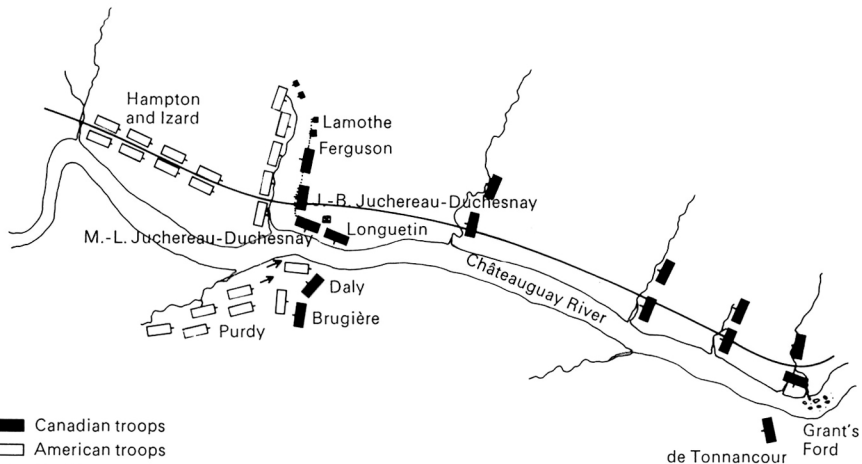 Hampton
and Izard
Lamothe
Ferguson
J.-B. Juchereau-Duchesnay
M.-L. Juchereau-Duchesnay
Longuetin
Châteauguay River
Daly
Brugière
Purdy
Canadian troops
American troops
Grant's
Ford
de Tonnancour